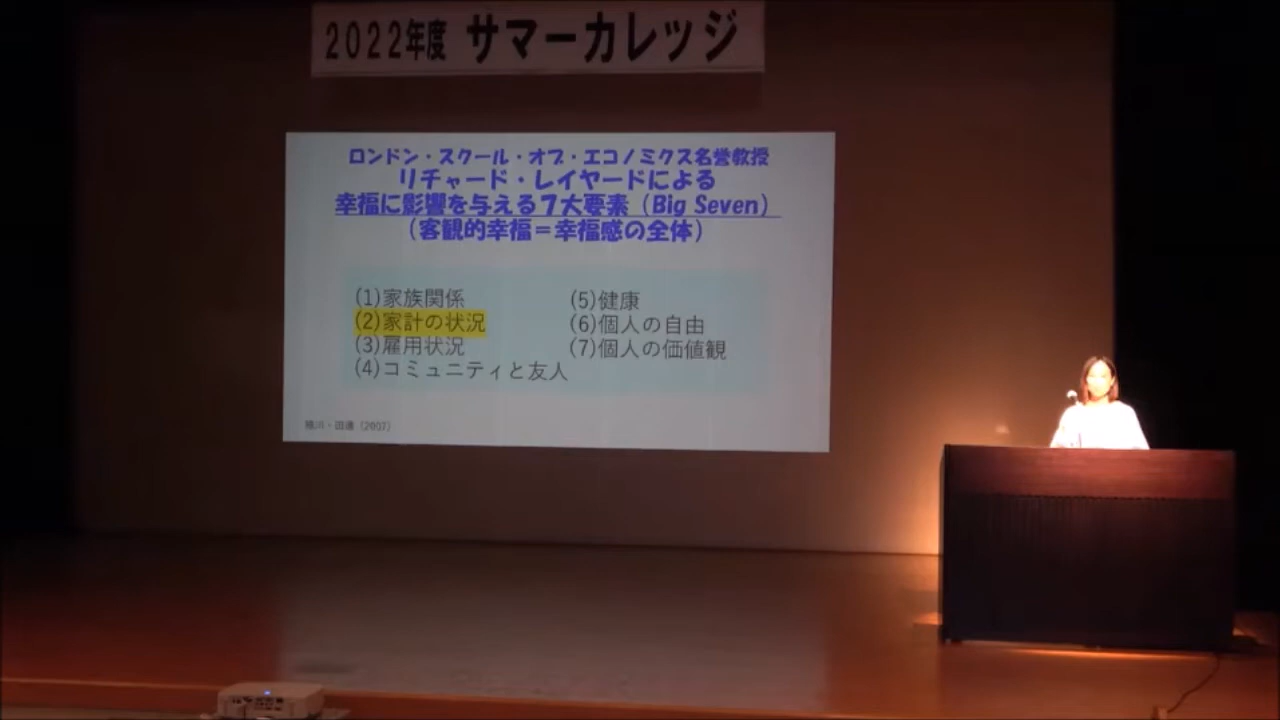 2022年度 サマーカレッジ
ロンドン・スクール・オブ・エコノミクス名誉教授
リチャード・レイヤードによる
幸福に影響を与える7大要素（Big Seven）
（客観的幸福＝幸福感の全体）
(1)家族関係
(2)家計の状況
(3)雇用状況
(4)コミュニティと友人
(5)健康
(6)個人の自由
(7)個人の価値観
（2007）